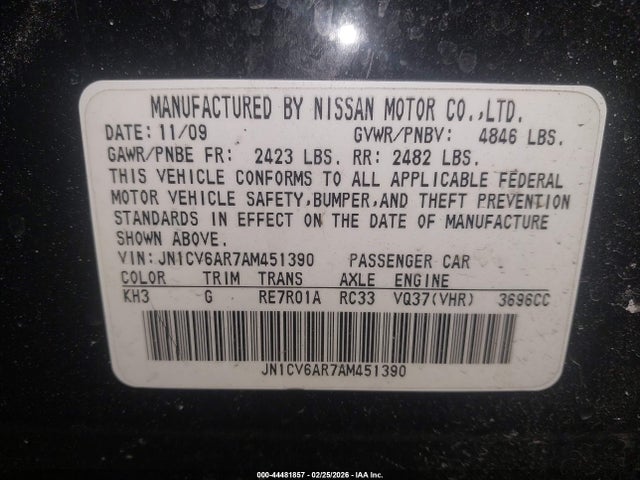 MANUFACTURED BY NISSAN MOTOR CO.,LTD.
DATE: 11/09 GVWR/PNBV: 4846 LBS.
GAWR/PNBE FR: 2423 LBS. RR: 2482 LBS.
THIS VEHICLE CONFORMS TO ALL APPLICABLE FEDERAL
MOTOR VEHICLE SAFETY,BUMPER,AND THEFT PREVENTION
STANDARDS IN EFFECT ON THE DATE OF MANUFACTURE
SHOWN ABOVE.
VIN: JN1CV6AR7AM451390 PASSENGER CAR
COLOR TRIM TRANS AXLE ENGINE
KH3 G RE7R01A RC33 VQ37(VHR) 3696CC
JN1CV6AR7AM451390
000-44481857 - 02/25/2026 - IAA Inc.